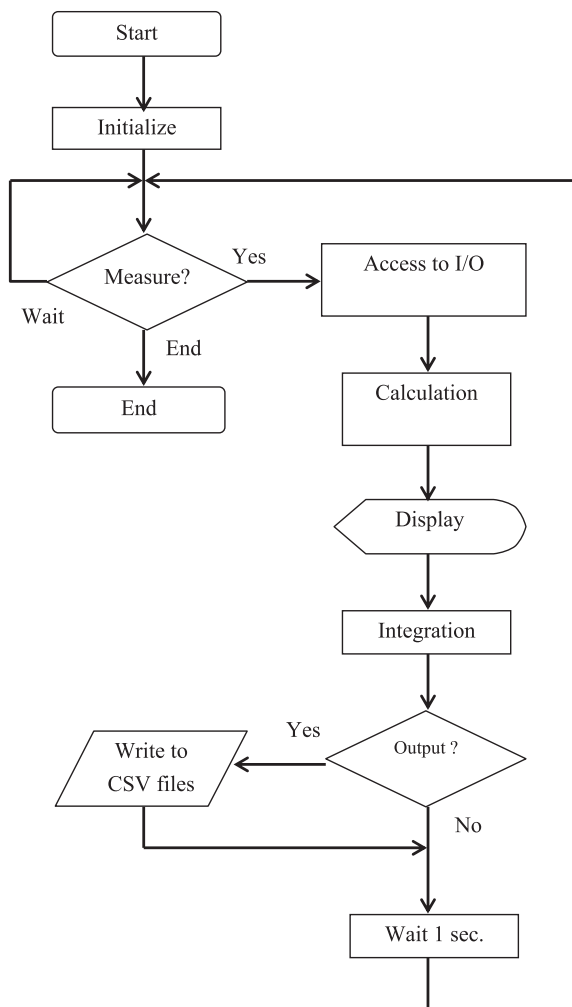 Start
Initialize
Measure?
Yes
Wait
End
End
Access to I/O
Calculation
Display
Integration
Output ?
Yes
Write to
CSV files
No
Wait 1 sec.